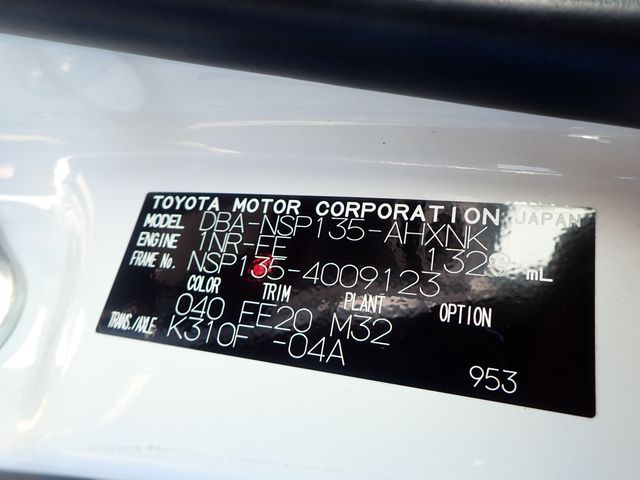 TOYOTA MOTOR CORPORATION JAPAN
MODEL DBA-NSP135-AHXNK
ENGINE 1NR-FE 1329 mL
FRAME No. NSP135-4009123
COLOR TRIM PLANT OPTION
040 FE20 M32
TRANS./AXLE K310F -04A
953